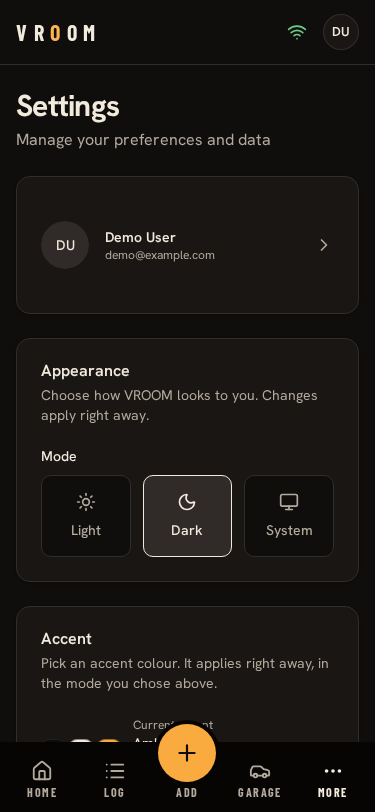 VROOM
DU
Settings
Manage your preferences and data
DU
Demo User
demo@example.com
Appearance
Choose how VROOM looks to you. Changes
apply right away.
Mode
Light
Dark
System
Accent
Pick an accent colour. It applies right away, in
the mode you chose above.
HOME
LOG
ADD
GARAGE
MORE